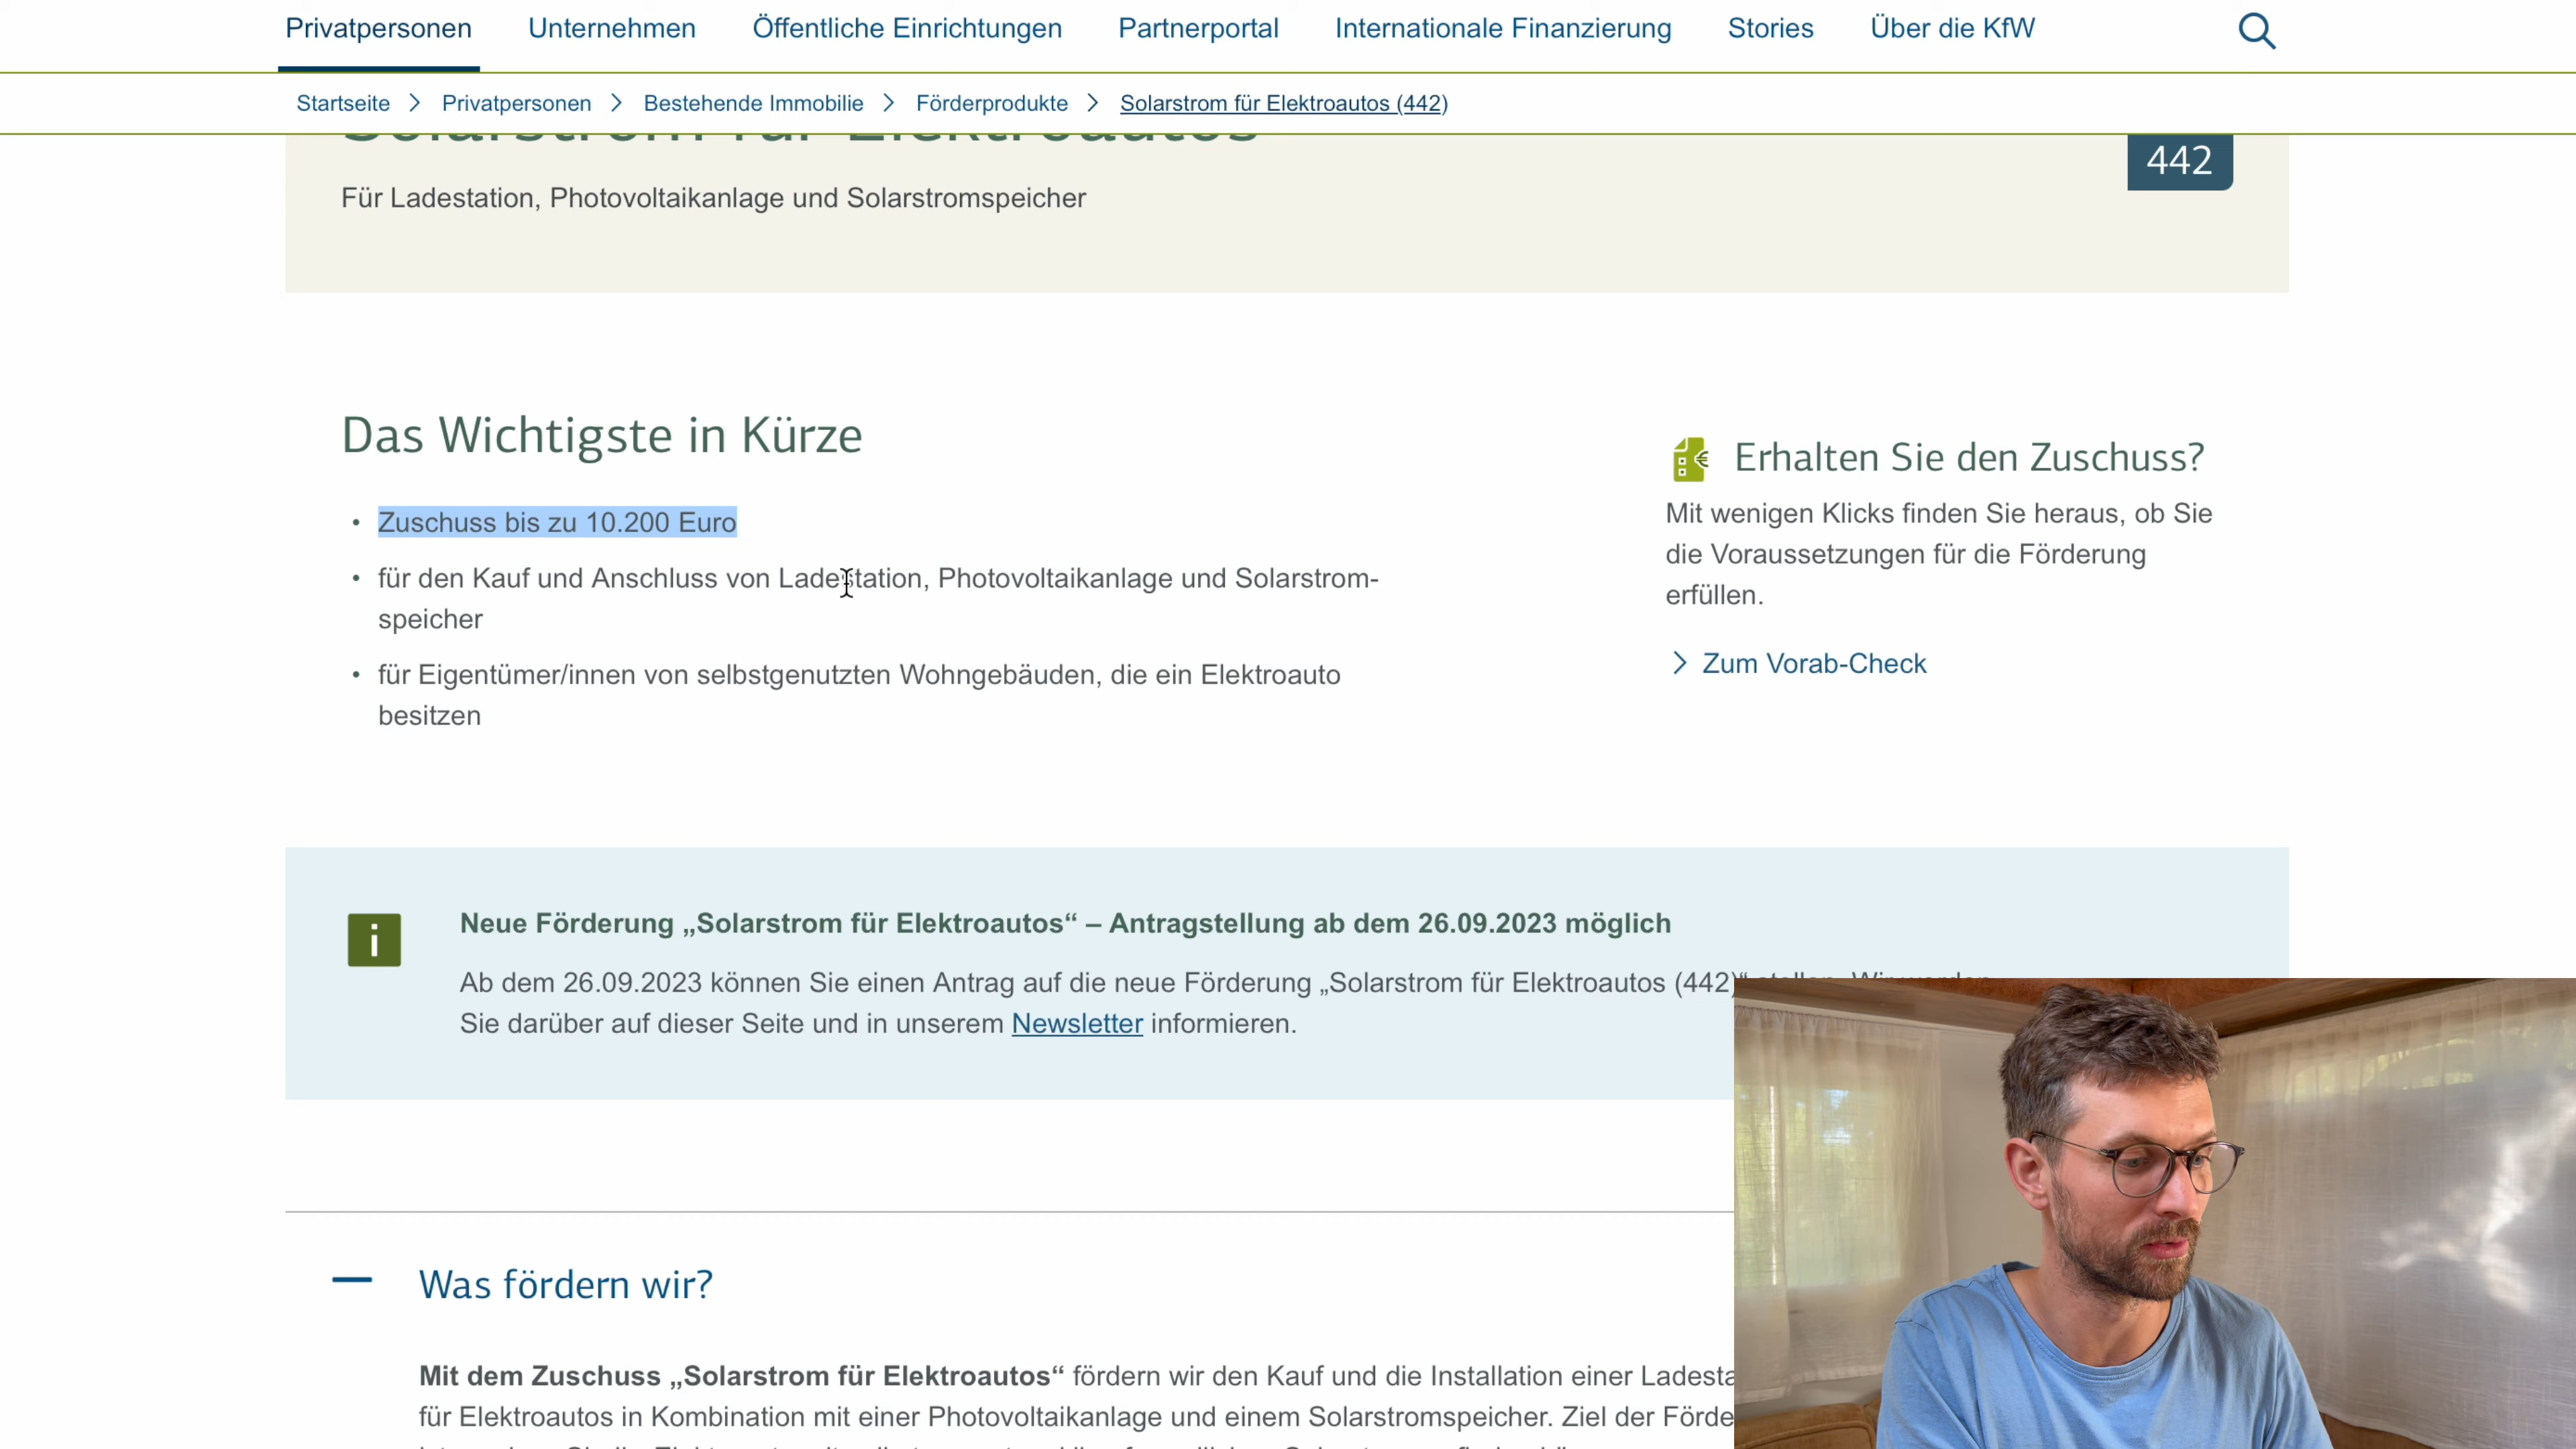 Privatpersonen Unternehmen Öffentliche Einrichtungen Partnerportal Internationale Finanzierung Stories Über die KfW
Startseite Privatpersonen Bestehende Immobilie Förderprodukte Solarstrom für Elektroautos (442)
Solarstrom für Elektroautos
442
Für Ladestation, Photovoltaikanlage und Solarstromspeicher
Das Wichtigste in Kürze
• Zuschuss bis zu 10.200 Euro
• für den Kauf und Anschluss von Ladestation, Photovoltaikanlage und Solarstrom-
speicher
• für Eigentümer/innen von selbstgenutzten Wohngebäuden, die ein Elektroauto
besitzen
Erhalten Sie den Zuschuss?
Mit wenigen Klicks finden Sie heraus, ob Sie
die Voraussetzungen für die Förderung
erfüllen.
Zum Vorab-Check
Neue Förderung „Solarstrom für Elektroautos“ – Antragstellung ab dem 26.09.2023 möglich
Ab dem 26.09.2023 können Sie einen Antrag auf die neue Förderung „Solarstrom für Elektroautos (442)“ stellen. Wir werden
Sie darüber auf dieser Seite und in unserem Newsletter informieren.
Was fördern wir?
Mit dem Zuschuss „Solarstrom für Elektroautos“ fördern wir den Kauf und die Installation einer Ladesta
für Elektroautos in Kombination mit einer Photovoltaikanlage und einem Solarstromspeicher. Ziel der Förde